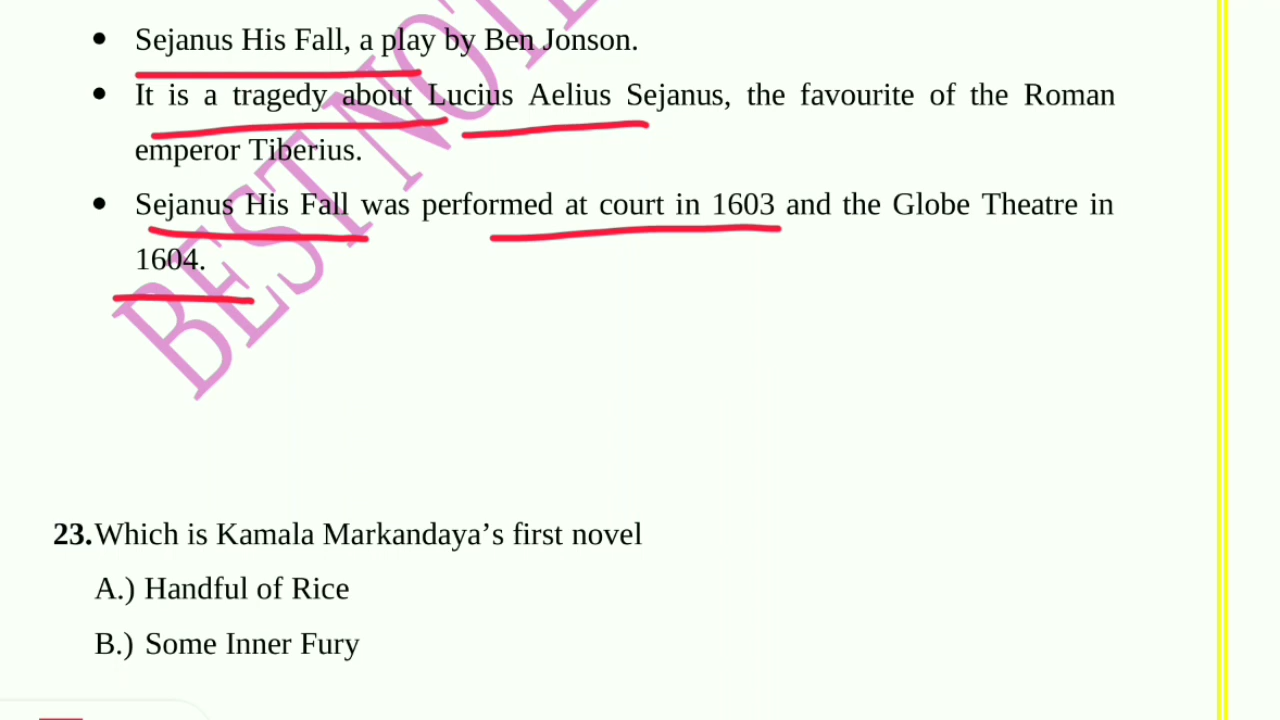 • Sejanus His Fall, a play by Ben Jonson.
• It is a tragedy about Lucius Aelius Sejanus, the favourite of the Roman
emperor Tiberius.
• Sejanus His Fall was performed at court in 1603 and the Globe Theatre in
1604.
BEST NOTE
23.Which is Kamala Markandaya’s first novel
A.) Handful of Rice
B.) Some Inner Fury